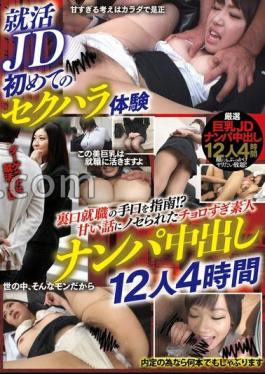 就活
JD
初めての
セクハラ体験
甘すぎる考えはカラダで是正
この美巨乳は
就職に活きますよ
厳選
巨乳JD
ナンパ中出し
12人4時間
裏口就職の手口を指南!?
甘い話にノセられたチョロすぎ素人
ナンパ中出し
12人4時間
世の中、そんなモンだから
内定の為なら何本でもしゃぶります